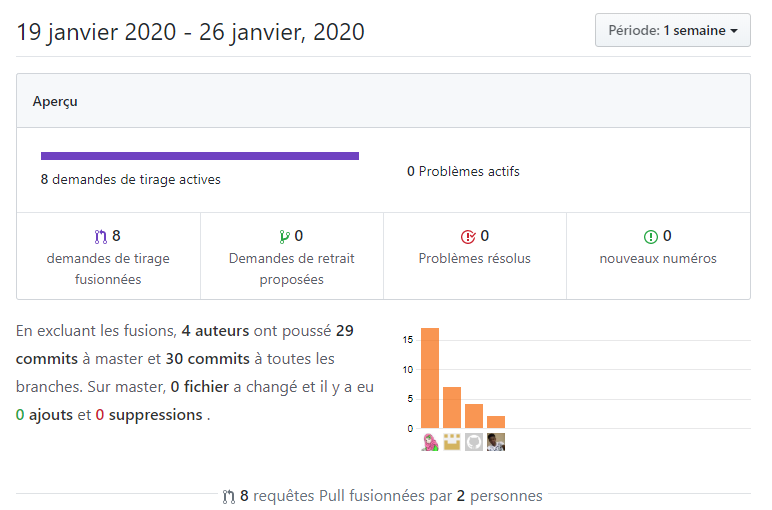 19 janvier 2020 - 26 janvier, 2020
Période: 1 semaine
Aperçu
8 demandes de tirage actives
0 Problèmes actifs
8
demandes de tirage
fusionnées
0
Demandes de retrait
proposées
0
Problèmes résolus
0
nouveaux numéros
En excluant les fusions, 4 auteurs ont poussé 29
commits à master et 30 commits à toutes les
branches. Sur master, 0 fichier a changé et il y a eu
0 ajouts et 0 suppressions .
15
10
5
0
8 requêtes Pull fusionnées par 2 personnes